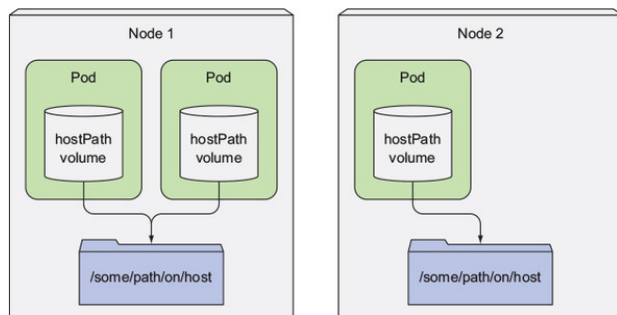 Node 1
Node 2
Pod
Pod
Pod
hostPath
volume
hostPath
volume
hostPath
volume
/some/path/on/host
/some/path/on/host